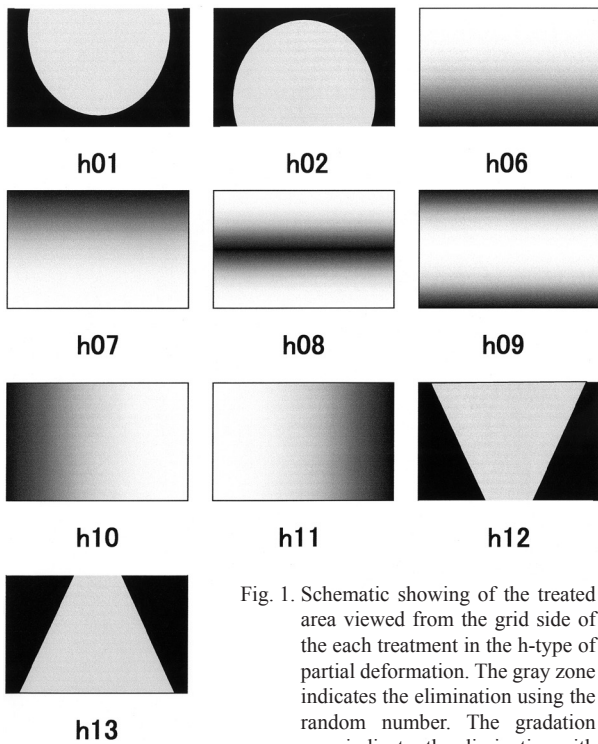 h01 h02 h06
h07 h08 h09
h10 h11 h12
h13
Fig. 1. Schematic showing of the treated
area viewed from the grid side of
the each treatment in the h-type of
partial deformation. The gray zone
indicates the elimination using the
random number. The gradation